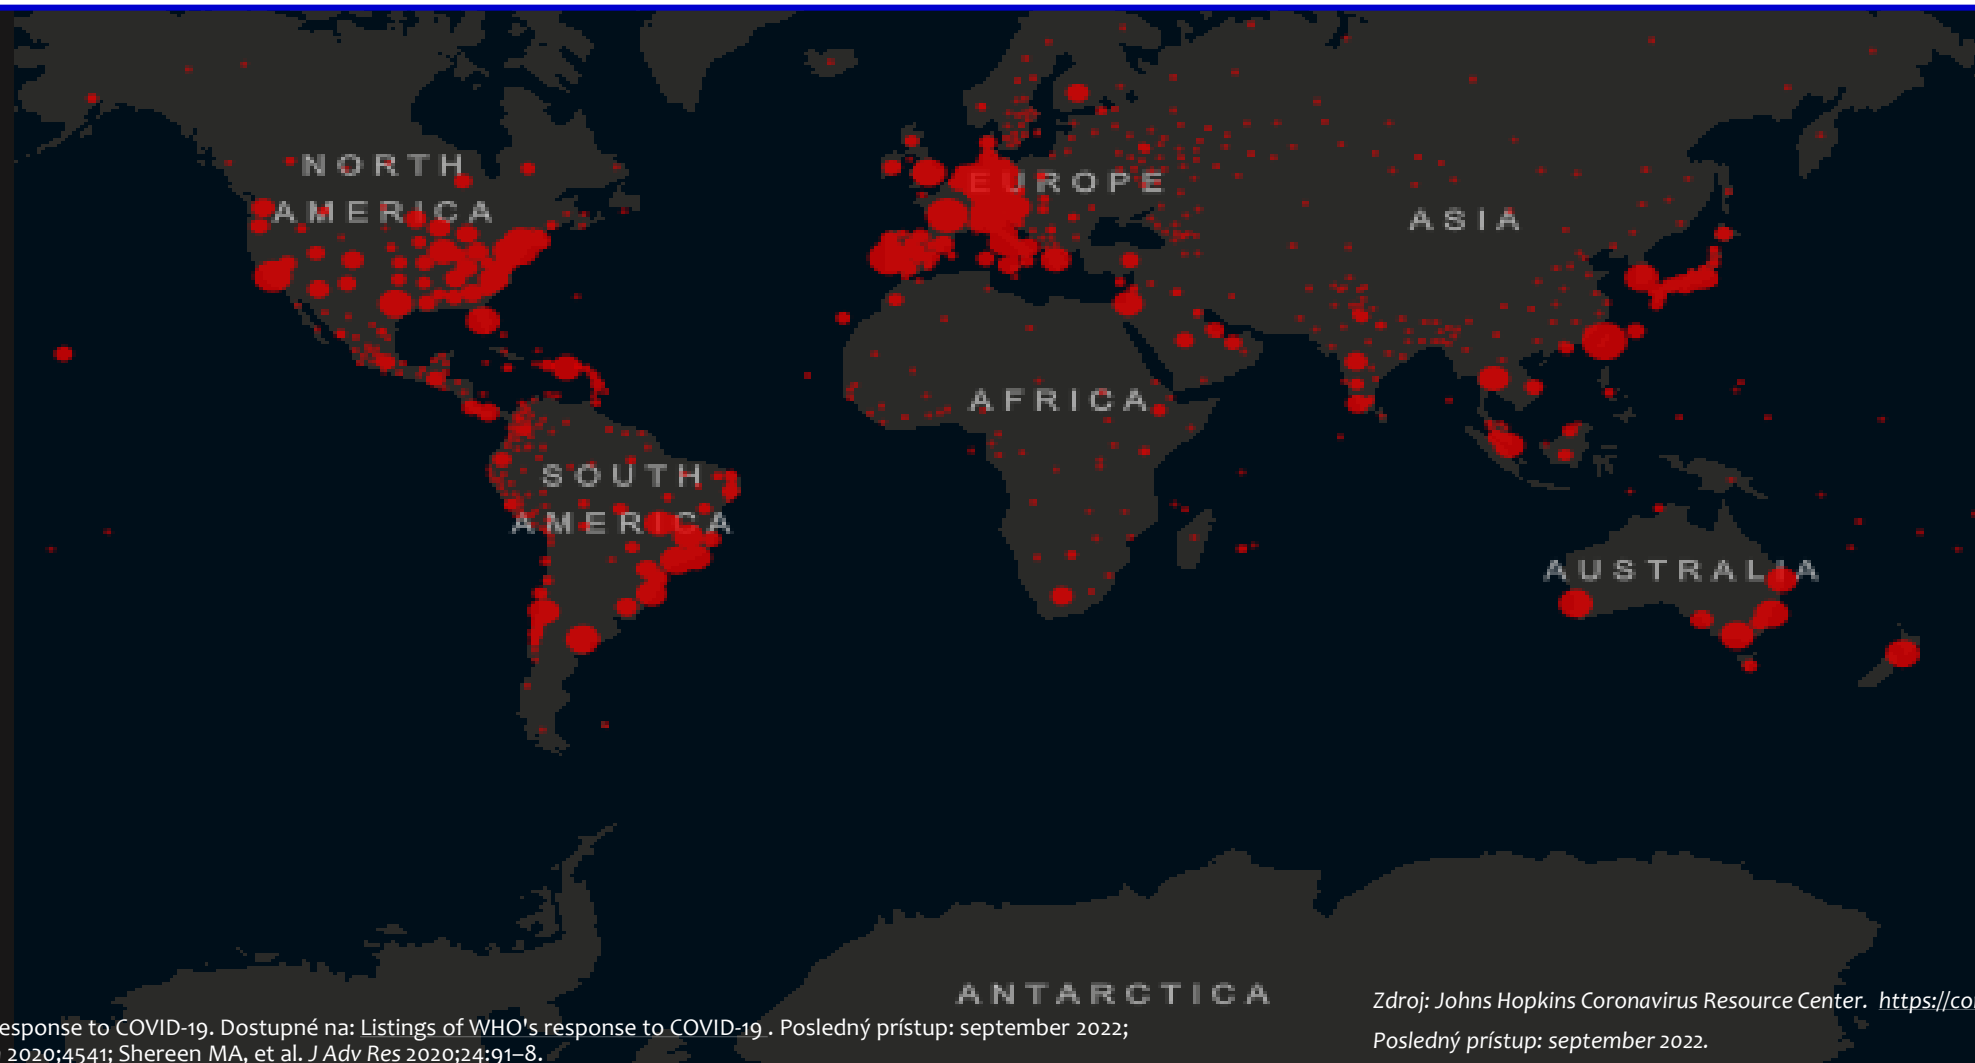 NORTH
AMERICA
EUROPE
ASIA
AFRICA
SOUTH
AMERICA
AUSTRALIA
ANTARCTICA
Zdroj: Johns Hopkins Coronavirus Resource Center. https://co
Posledný prístup: september 2022.
esponse to COVID-19. Dostupné na: Listings of WHO's response to COVID-19 . Posledný prístup: september 2022;
2020;4541; Shereen MA, et al. J Adv Res 2020;24:91–8.